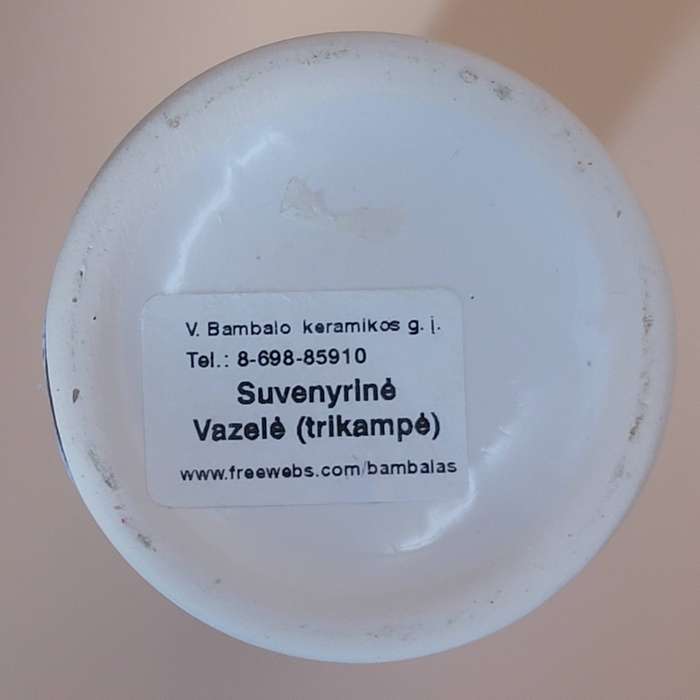 V. Bambalo keramikos g. į.
Tel.: 8-698-85910
Suvenyrinė
Vazelė (trikampė)
www.freewebs.com/bambalas